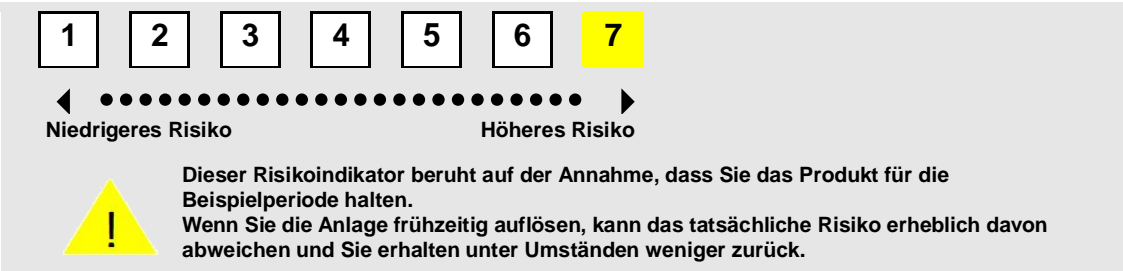 1 2 3 4 5 6 7
Niedrigeres Risiko Höheres Risiko
Dieser Risikoindikator beruht auf der Annahme, dass Sie das Produkt für die
Beispielperiode halten.
Wenn Sie die Anlage frühzeitig auflösen, kann das tatsächliche Risiko erheblich davon
abweichen und Sie erhalten unter Umständen weniger zurück.
!